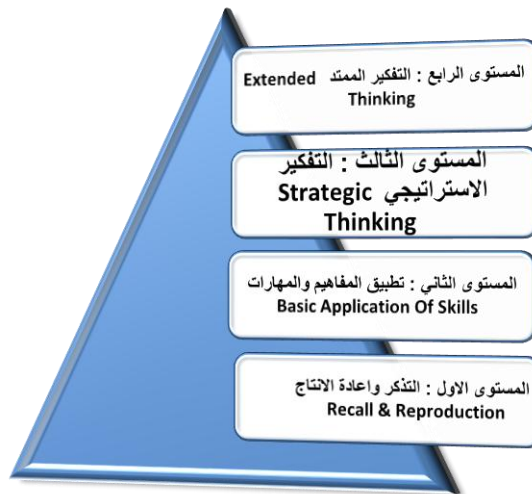 المستوى الرابع : التفكير الممتد Extended
Thinking
المستوى الثالث : التفكير
الاستراتيجي Strategic
Thinking
المستوى الثاني : تطبيق المفاهيم والمهارات
Basic Application Of Skills
المستوى الاول : التذكر واعادة الانتاج
Recall & Reproduction